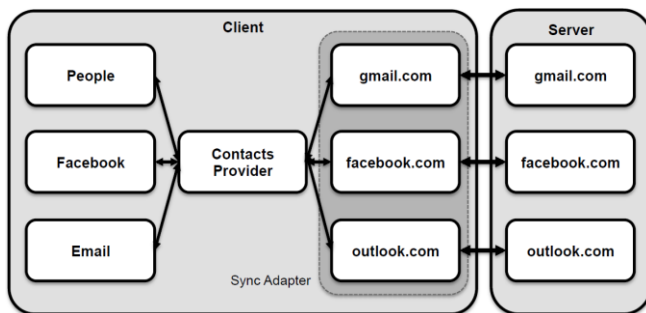 Client
Server
People
gmail.com
gmail.com
Facebook
Contacts
Provider
facebook.com
facebook.com
Email
outlook.com
outlook.com
Sync Adapter